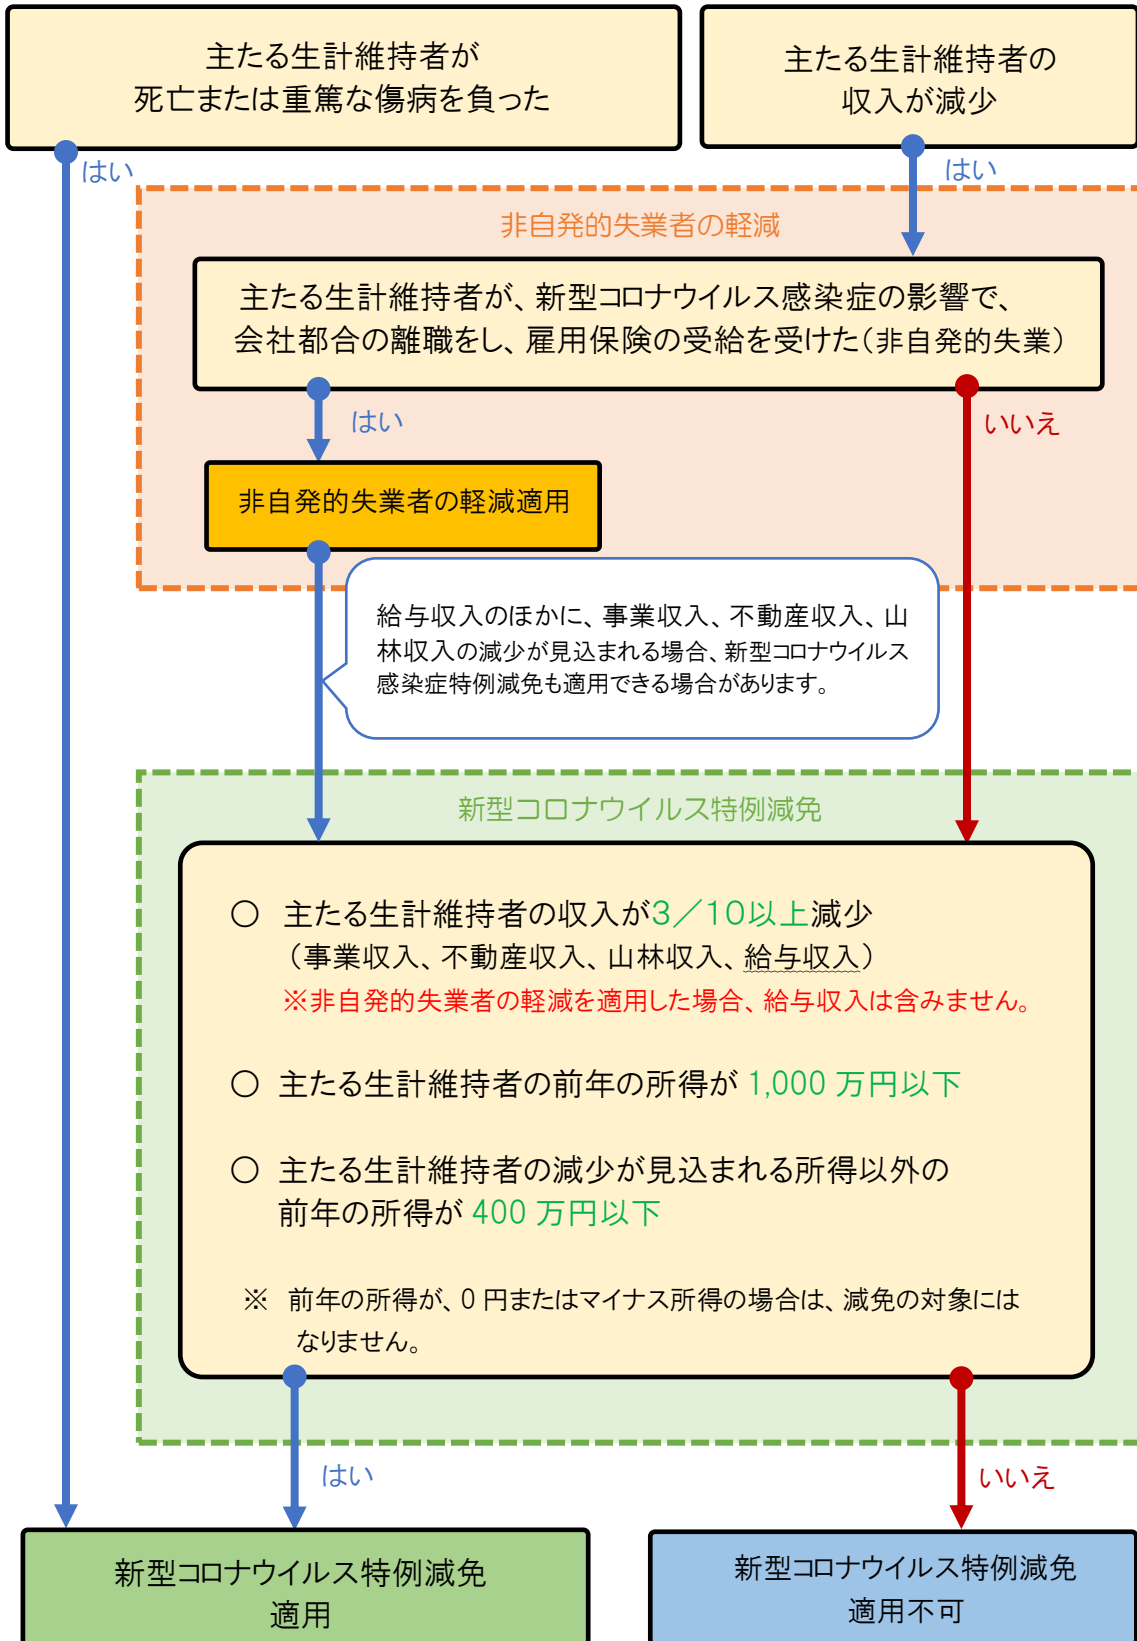 主たる生計維持者が
死亡または重篤な傷病を負った
主たる生計維持者の
収入が減少
はい
はい
非自発的失業者の軽減
主たる生計維持者が、新型コロナウイルス感染症の影響で、
会社都合の離職をし、雇用保険の受給を受けた（非自発的失業）
はい
いいえ
非自発的失業者の軽減適用
給与収入のほかに、事業収入、不動産収入、山
林収入の減少が見込まれる場合、新型コロナウイルス
感染症特例減免も適用できる場合があります。
新型コロナウイルス特例減免
○ 主たる生計維持者の収入が３／１０以上減少
（事業収入、不動産収入、山林収入、給与収入）
※非自発的失業者の軽減を適用した場合、給与収入は含みません。
○ 主たる生計維持者の前年の所得が 1,000 万円以下
○ 主たる生計維持者の減少が見込まれる所得以外の
前年の所得が 400 万円以下
※ 前年の所得が、0 円またはマイナス所得の場合は、減免の対象には
なりません。
はい
いいえ
新型コロナウイルス特例減免
適用
新型コロナウイルス特例減免
適用不可